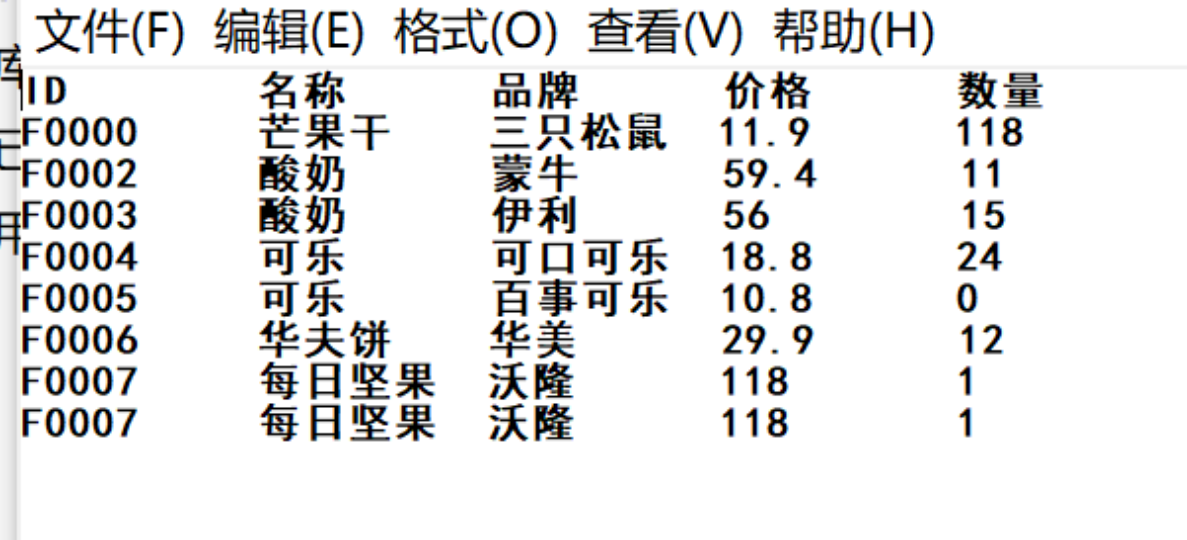 文件(F) 编辑(E) 格式(O) 查看(V) 帮助(H)
ID 名称 品牌 价格 数量
F0000 芒果干 三只松鼠 11.9 118
F0002 酸奶 蒙牛 59.4 11
F0003 酸奶 伊利 56 15
F0004 可乐 可口可乐 18.8 24
F0005 可乐 百事可乐 10.8 0
F0006 华夫饼 华美 29.9 12
F0007 每日坚果 沃隆 118 1
F0007 每日坚果 沃隆 118 1